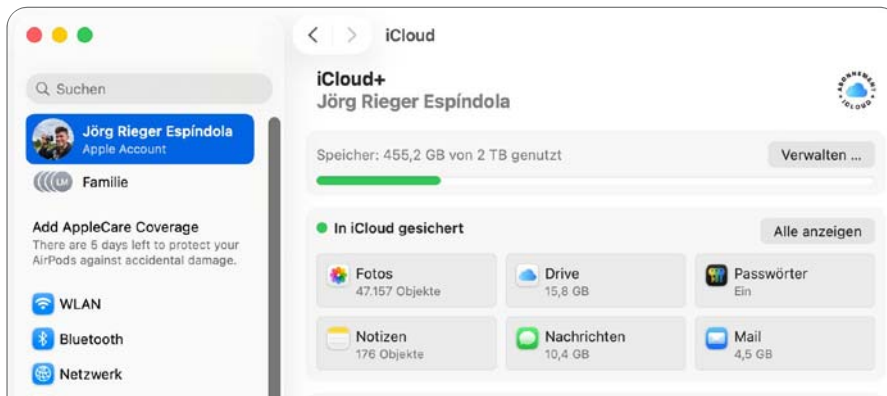 Suchen
Jörg Rieger Espíndola
Apple Account
LM
Familie
Add AppleCare Coverage
There are 5 days left to protect your
AirPods against accidental damage.
WLAN
Bluetooth
Netzwerk
iCloud
iCloud+
Jörg Rieger Espíndola
ABONNEMENT
ICLOUD
Speicher: 455,2 GB von 2 TB genutzt
Verwalten ...
In iCloud gesichert
Alle anzeigen
Fotos
47.157 Objekte
Drive
15,8 GB
Passwörter
Ein
Notizen
176 Objekte
Nachrichten
10,4 GB
Mail
4,5 GB